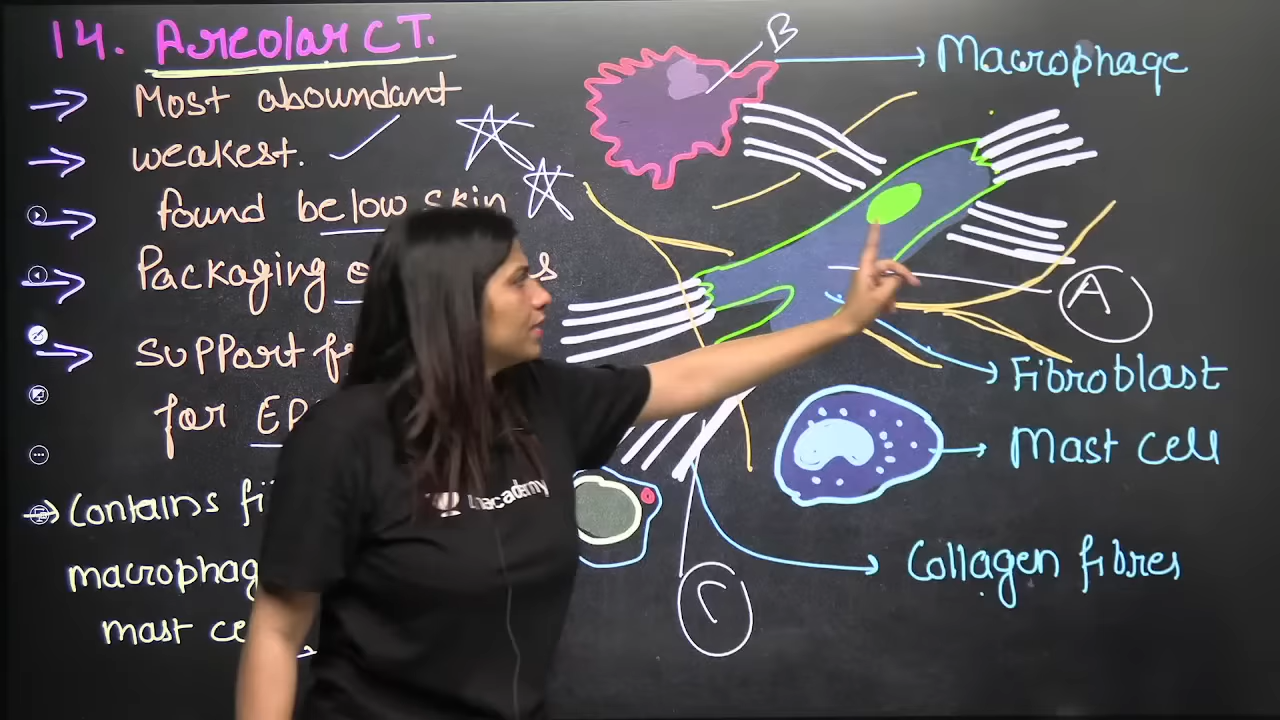 14. Areolar CT.
Most aboundant
weakest.
found below skin
Packaging
support
for
Contains
macrophag
mast ce
B
Macrophage
A
Fibroblast
Mast cell
Collagen fibres
unacademy